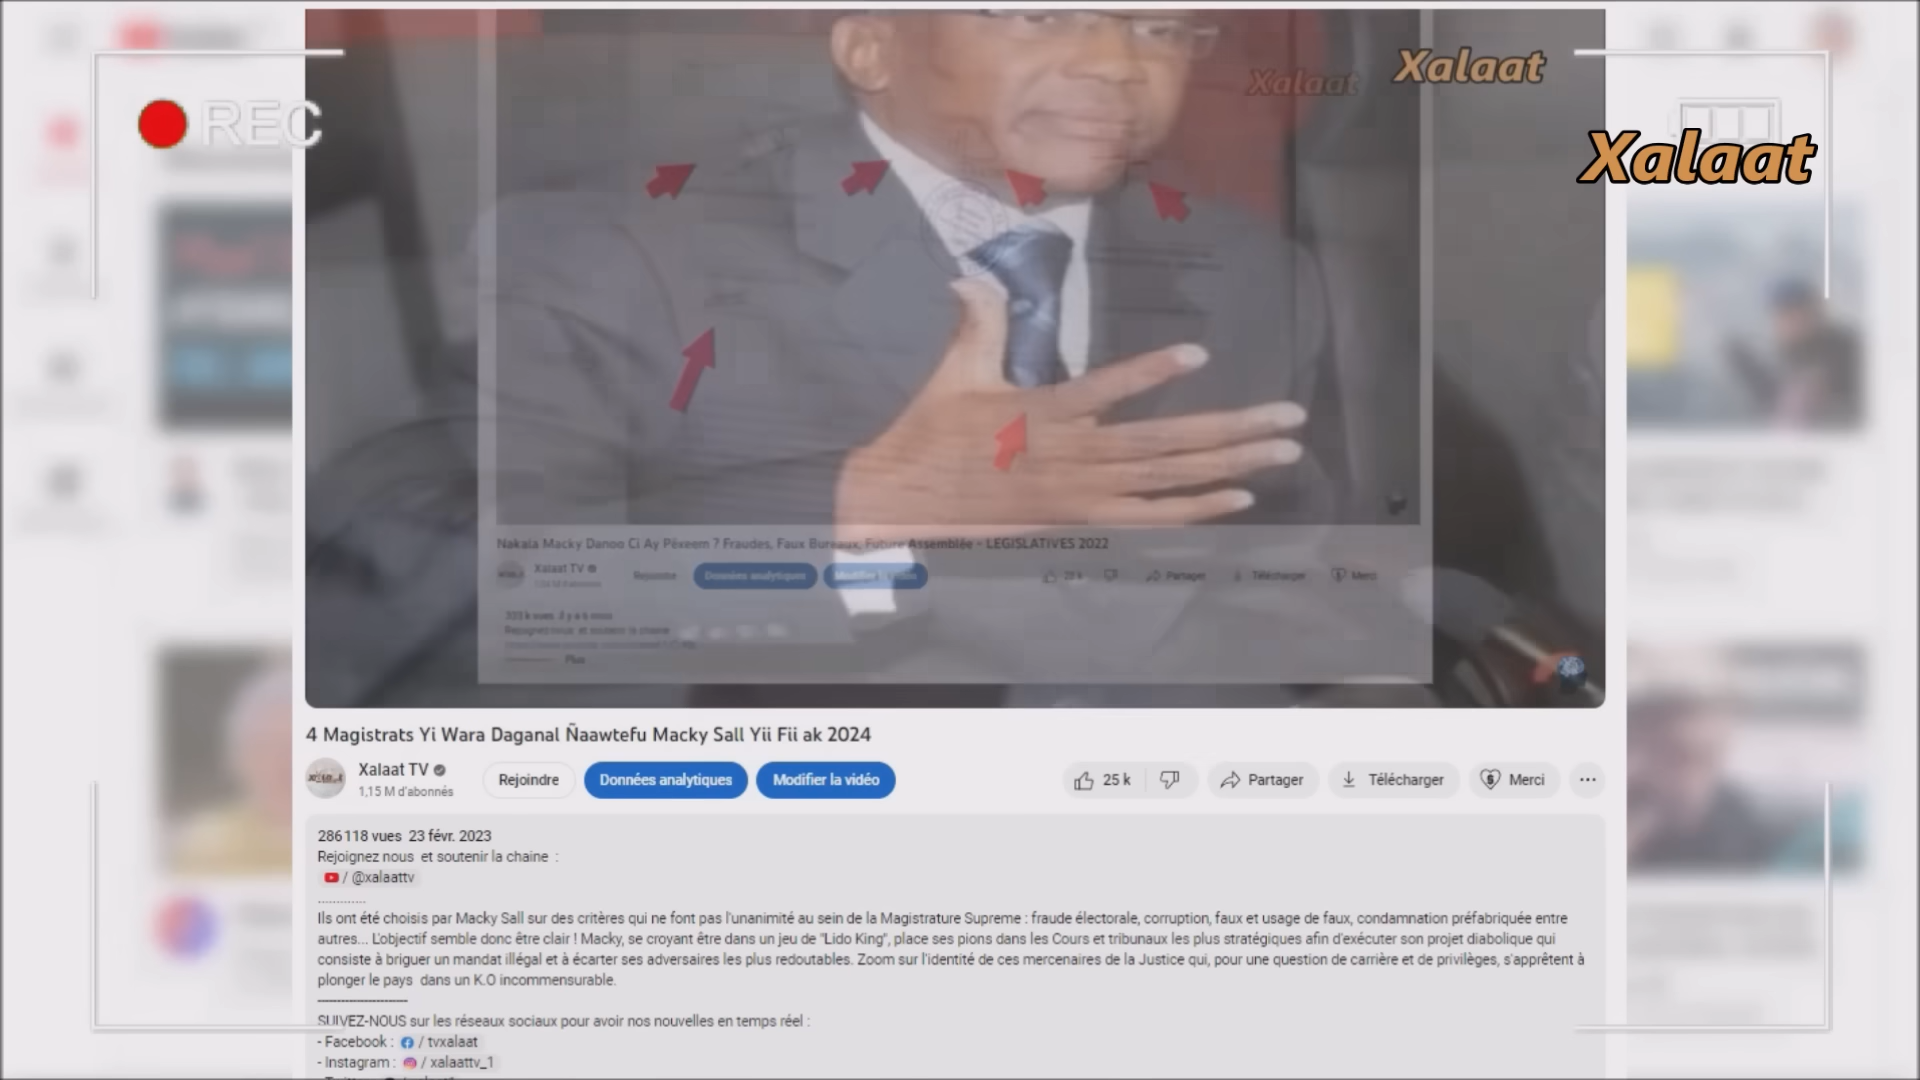 REC
Xalaat
Xalaat
Xalaat
Nakala Macky Danoo Ci Ay Pëxeem ? Fraudes, Faux Bureaux, Future Assemblée - LEGISLATIVES 2022
Xalaat TV
Rejoindre
Données analytiques
Modifier la vidéo
Partager
Télécharger
Merci
Plus
4 Magistrats Yi Wara Daganal Ñaawtefu Macky Sall Yii Fii ak 2024
Xalaat TV
1,15 M d'abonnés
Rejoindre
Données analytiques
Modifier la vidéo
25 k
Partager
Télécharger
Merci
286 118 vues 23 févr. 2023
Rejoignez nous et soutenir la chaine :
/ @xalaattv
.............
Ils ont été choisis par Macky Sall sur des critères qui ne font pas l'unanimité au sein de la Magistrature Supreme : fraude électorale, corruption, faux et usage de faux, condamnation préfabriquée entre
autres... L'objectif semble donc être clair ! Macky, se croyant être dans un jeu de "Lido King", place ses pions dans les Cours et tribunaux les plus stratégiques afin d'exécuter son projet diabolique qui
consiste à briguer un mandat illégal et à écarter ses adversaires les plus redoutables. Zoom sur l'identité de ces mercenaires de la Justice qui, pour une question de carrière et de privilèges, s'apprêtent à
plonger le pays dans un K.O incommensurable.
-----------------------
SUIVEZ-NOUS sur les réseaux sociaux pour avoir nos nouvelles en temps réel :
- Facebook : / tvxalaat
- Instagram : / xalaattv_1